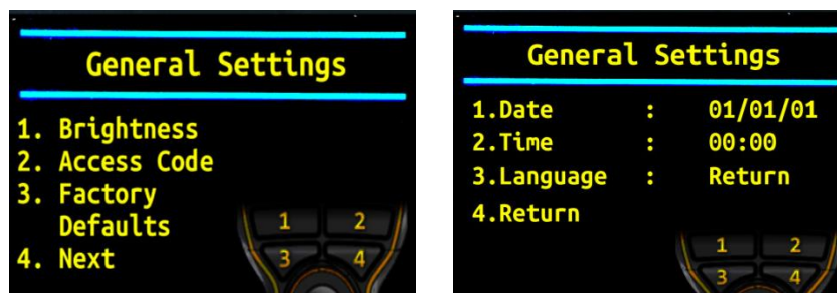 General Settings
1. Brightness
2. Access Code
3. Factory
Defaults
4. Next
1 2
3 4
General Settings
1.Date : 01/01/01
2.Time : 00:00
3.Language : Return
4.Return
1 2
3 4